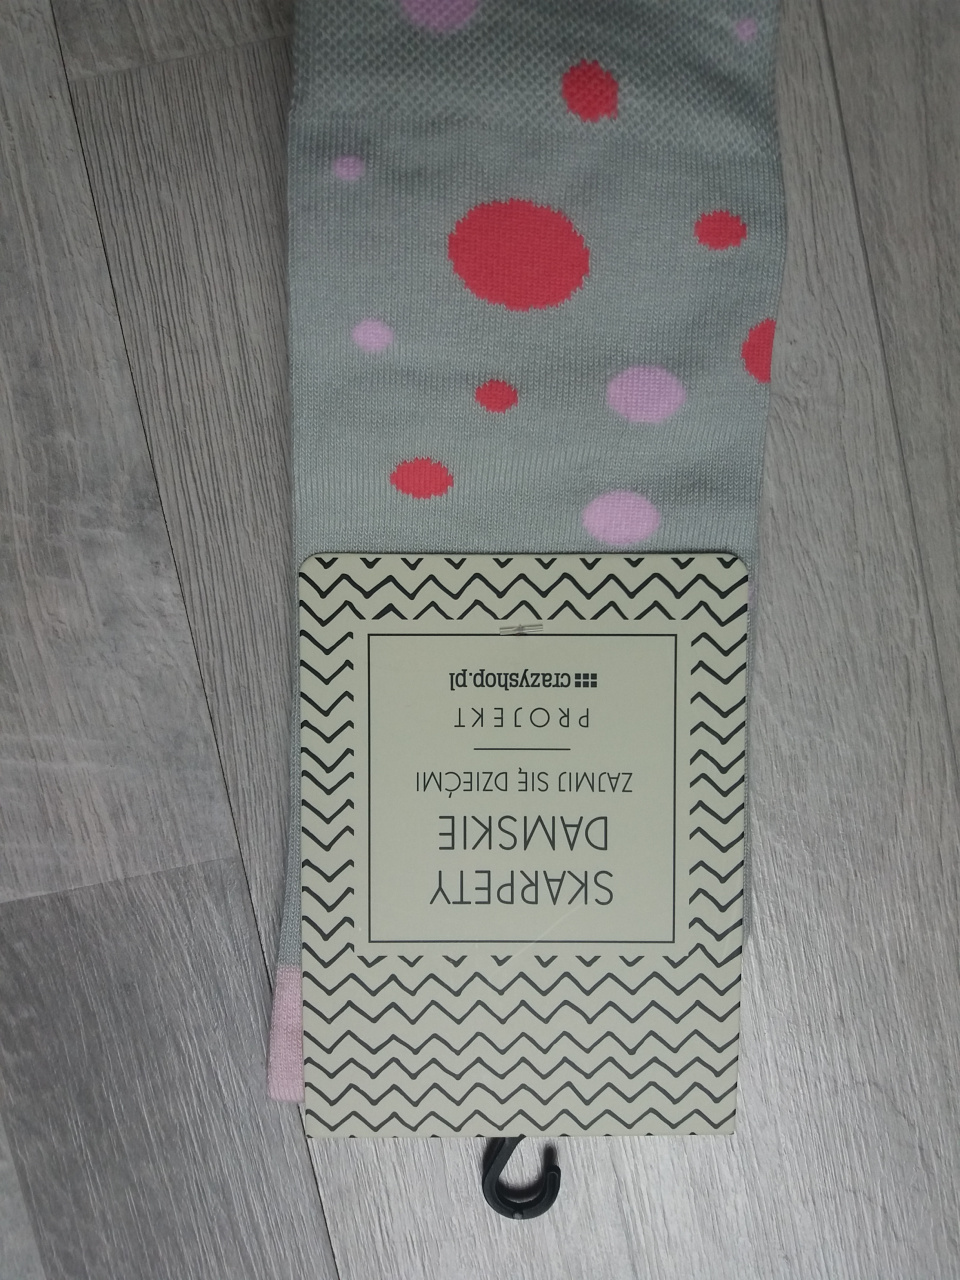 SKARPETY
DAMSKIE
ZAJMIJ SIĘ DZIEĆMI
PROJEKT
crazyshop.pl